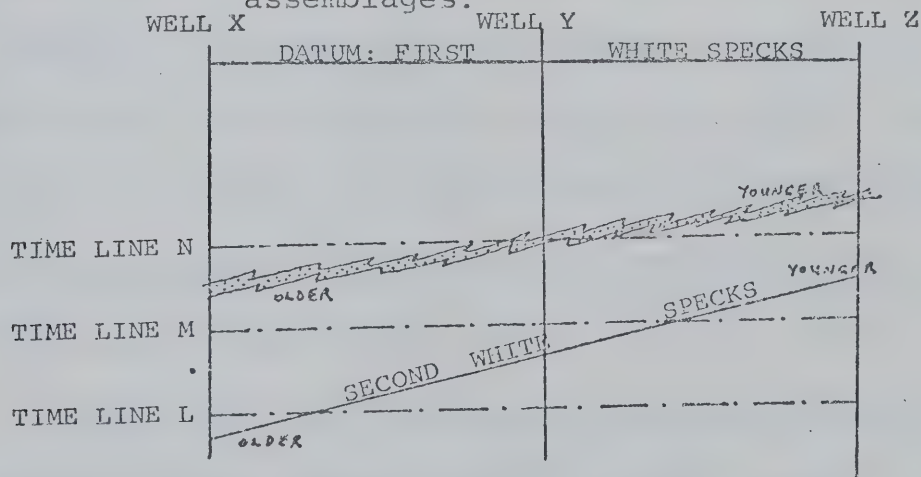 assemblages.
WELL X WELL Y WELL Z
DATUM: FIRST WHITE SPECKS
YOUNGER
TIME LINE N
YOUNGER
OLDER
SPECKS
TIME LINE M
WHITE
SECOND
TIME LINE L
OLDER